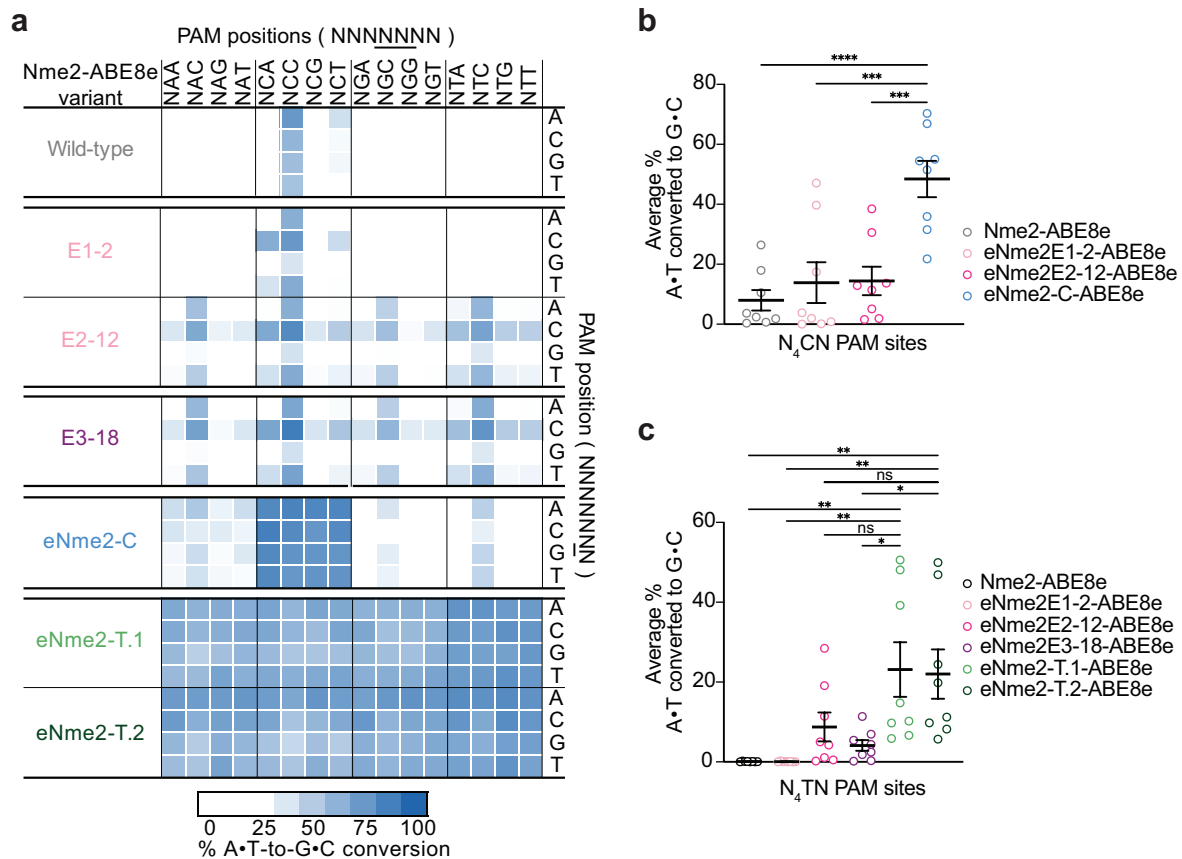 a
PAM positions ( NNNNNNN )
Nme2-ABE8e
variant
NAA NAC NAG NAT NCA NCC NCG NCT NGA NGC NGG NGT NTA NTC NTG NTT
Wild-type
A
C
G
T
E1-2
A
C
G
T
E2-12
A
C
G
T
E3-18
A
C
G
T
eNme2-C
A
C
G
T
eNme2-T.1
A
C
G
T
eNme2-T.2
A
C
G
T
PAM position ( NNNNNNN )
0 25 50 75 100
% A•T-to-G•C conversion
b
Average %
A•T converted to G•C
80
60
40
20
0
****
***
***
N₄CN PAM sites
Nme2-ABE8e
eNme2E1-2-ABE8e
eNme2E2-12-ABE8e
eNme2-C-ABE8e
c
Average %
A•T converted to G•C
60
40
20
0
**
**
ns
*
**
**
ns
*
N₄TN PAM sites
Nme2-ABE8e
eNme2E1-2-ABE8e
eNme2E2-12-ABE8e
eNme2E3-18-ABE8e
eNme2-T.1-ABE8e
eNme2-T.2-ABE8e